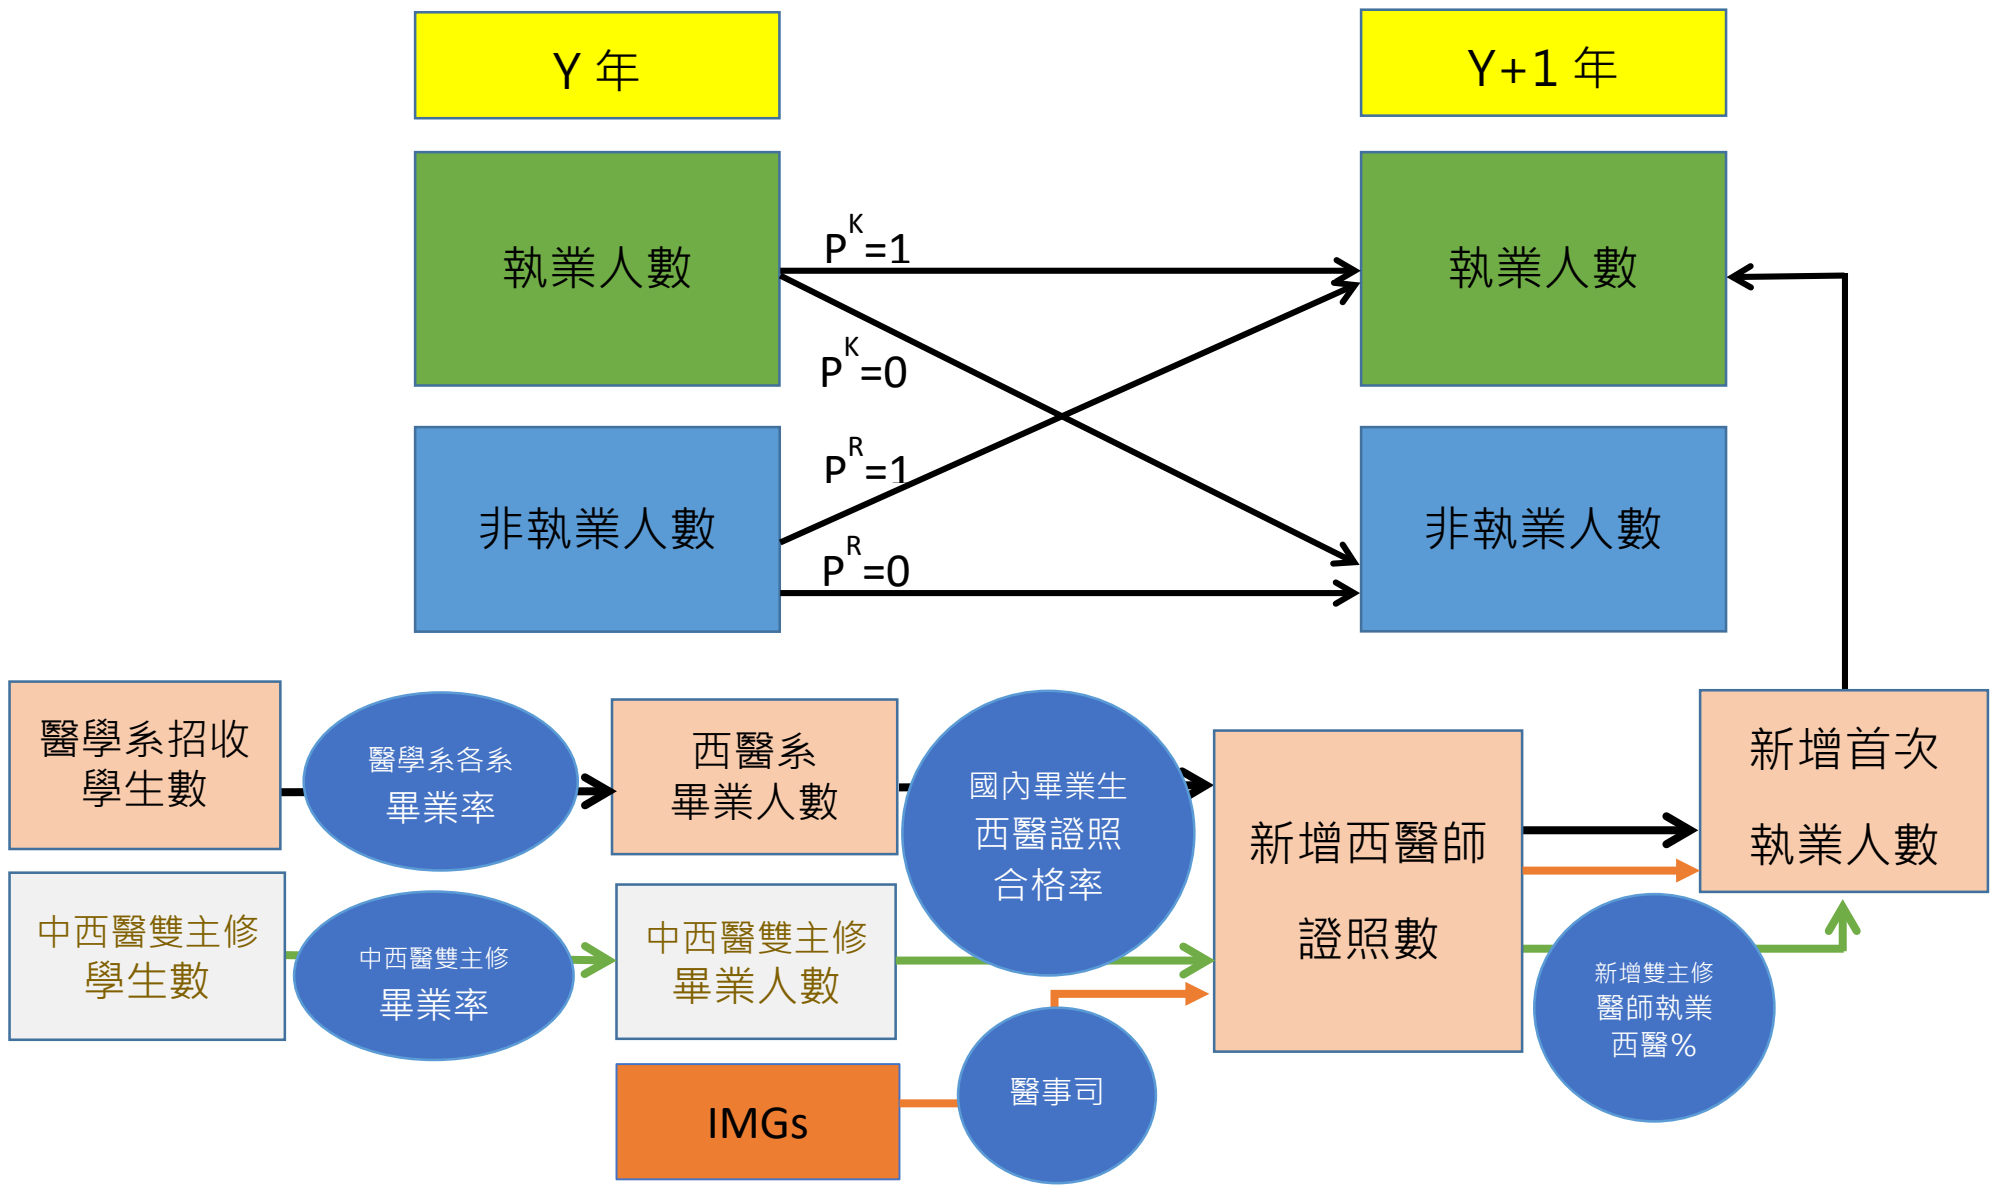 Y 年
Y+1 年
執業人數
P^K=1
執業人數
P^K=0
非執業人數
P^R=1
非執業人數
P^R=0
醫學系招收
學生數
醫學系各系
畢業率
西醫系
畢業人數
國內畢業生
西醫證照
合格率
新增西醫師
證照數
新增首次
執業人數
中西醫雙主修
學生數
中西醫雙主修
畢業率
中西醫雙主修
畢業人數
新增雙主修
醫師執業
西醫%
IMGs
醫事司